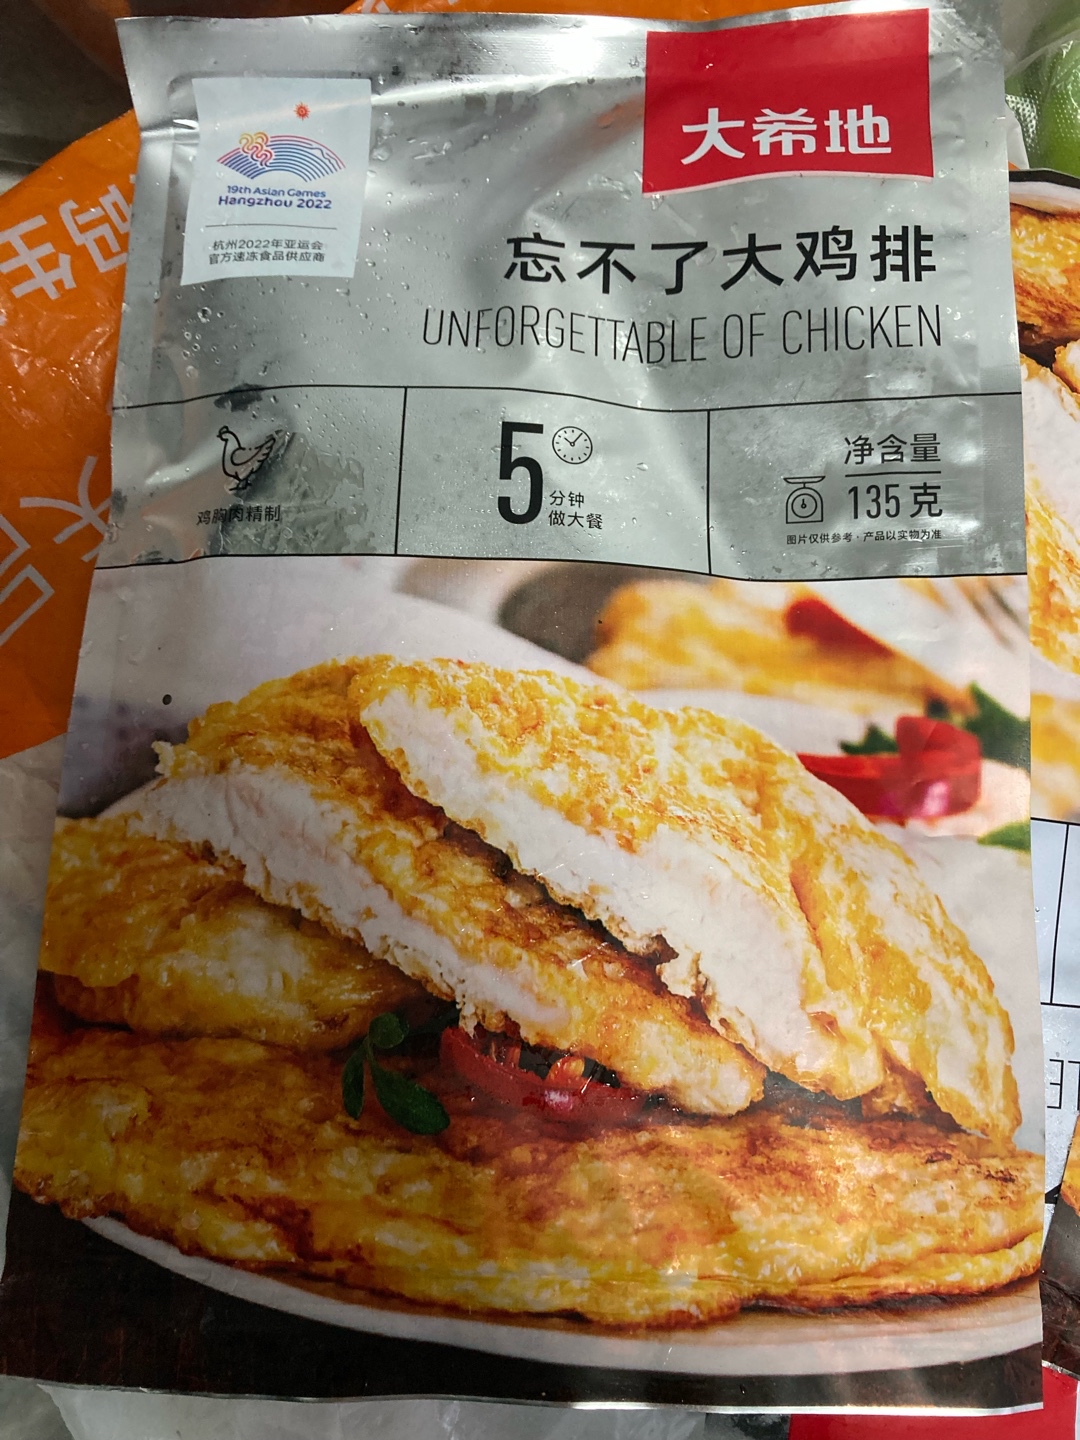 大希地
19th Asian Games
Hangzhou 2022
杭州2022年亚运会
官方速冻食品供应商
忘不了大鸡排
UNFORGETTABLE OF CHICKEN
鸡胸肉精制
5
分钟
做大餐
净含量
135克
图片仅供参考·产品以实物为准
码生